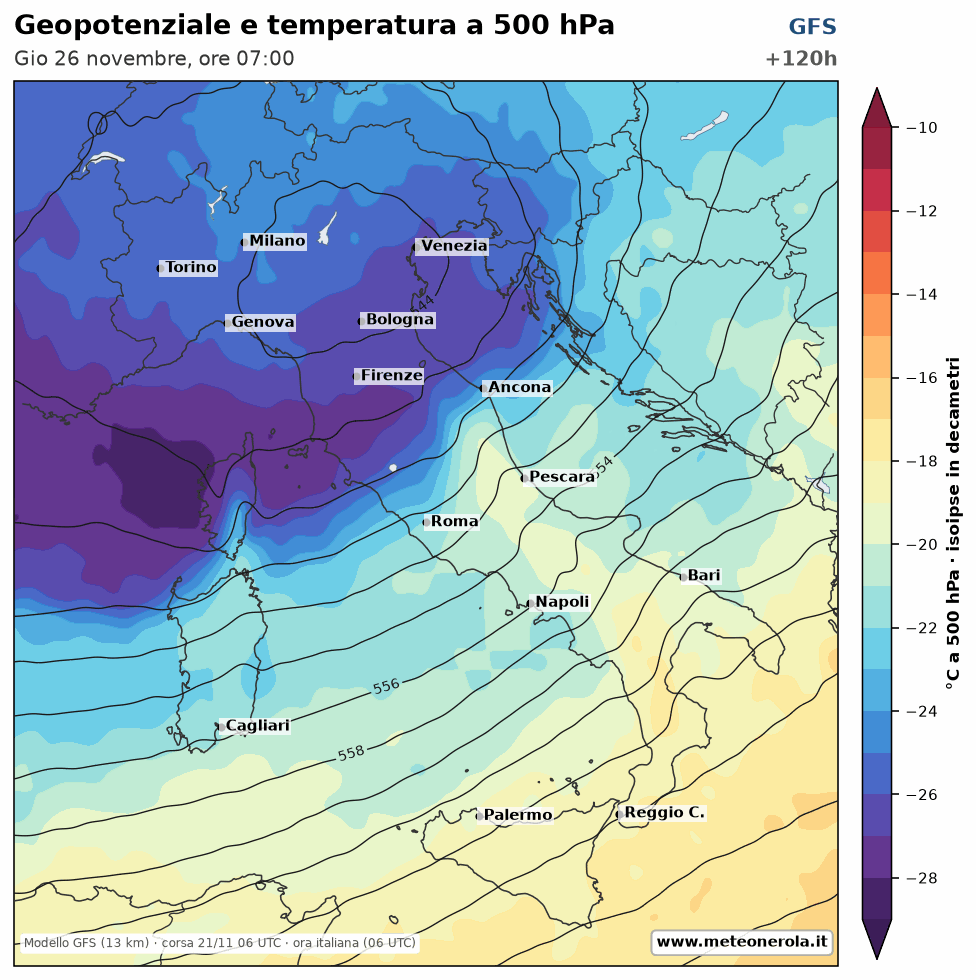 Geopotenziale e temperatura a 500 hPa
GFS
Gio 26 novembre, ore 07:00
+120h
−10
−12
−14
−16
−18
−20
−22
−24
−26
−28
°C a 500 hPa · isoipse in decametri
Milano
Venezia
Torino
544
Genova
Bologna
Firenze
Ancona
554
Pescara
Roma
Bari
Napoli
556
Cagliari
558
Palermo
Reggio C.
Modello GFS (13 km) · corsa 21/11 06 UTC · ora italiana (06 UTC)
www.meteonerola.it